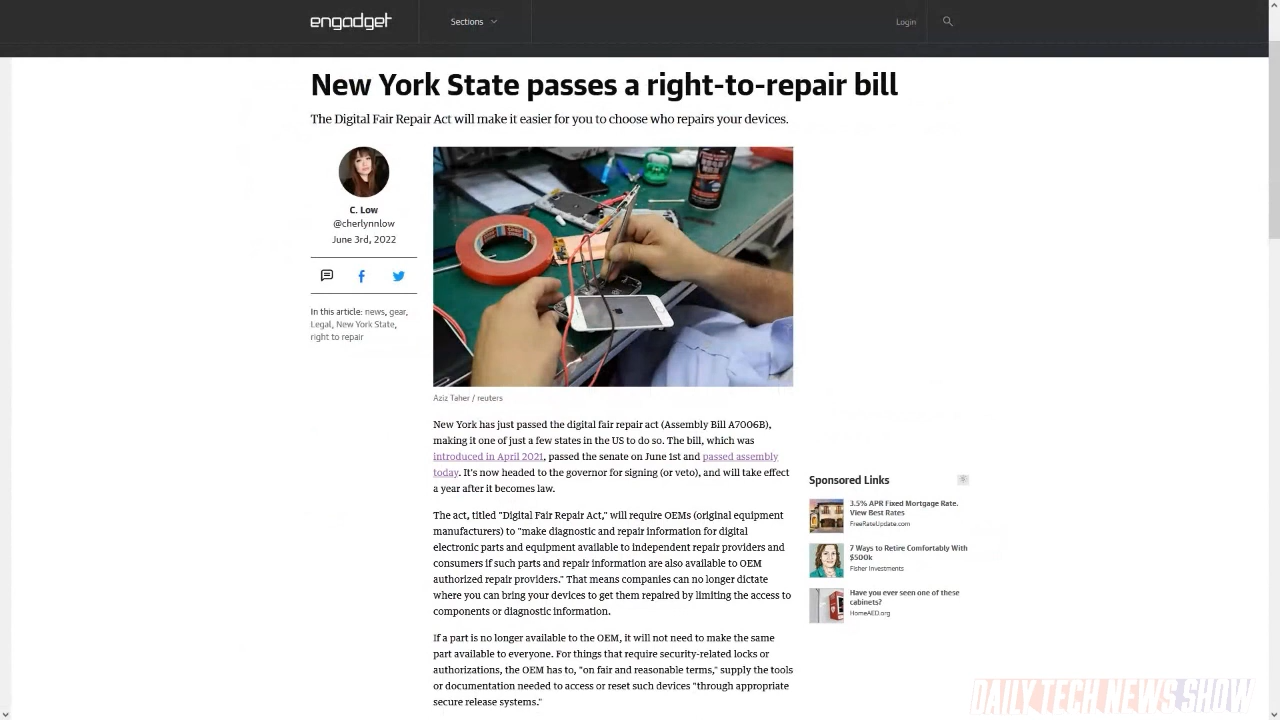 engadget
Sections
Login
New York State passes a right-to-repair bill
The Digital Fair Repair Act will make it easier for you to choose who repairs your devices.
C. Low
@cherlynnlow
June 3rd, 2022
In this article: news, gear,
Legal, New York State,
right to repair
Aziz Taher / reuters
New York has just passed the digital fair repair act (Assembly Bill A7006B),
making it one of just a few states in the US to do so. The bill, which was
introduced in April 2021, passed the senate on June 1st and passed assembly
today. It's now headed to the governor for signing (or veto), and will take effect
a year after it becomes law.
The act, titled "Digital Fair Repair Act," will require OEMs (original equipment
manufacturers) to "make diagnostic and repair information for digital
electronic parts and equipment available to independent repair providers and
consumers if such parts and repair information are also available to OEM
authorized repair providers." That means companies can no longer dictate
where you can bring your devices to get them repaired by limiting the access to
components or diagnostic information.
If a part is no longer available to the OEM, it will not need to make the same
part available to everyone. For things that require security-related locks or
authorizations, the OEM has to, "on fair and reasonable terms," supply the tools
or documentation needed to access or reset such devices "through appropriate
secure release systems."
Sponsored Links
3.5% APR Fixed Mortgage Rate.
View Best Rates
FreeRateUpdate.com
7 Ways to Retire Comfortably With
$500k
Fisher Investments
Have you ever seen one of these
cabinets?
HomeAED.org
DAILY TECH NEWS SHOW